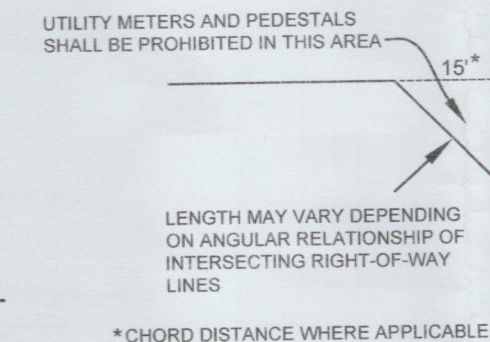 UTILITY METERS AND PEDESTALS
SHALL BE PROHIBITED IN THIS AREA
15'*
LENGTH MAY VARY DEPENDING
ON ANGULAR RELATIONSHIP OF
INTERSECTING RIGHT-OF-WAY
LINES
*CHORD DISTANCE WHERE APPLICABLE